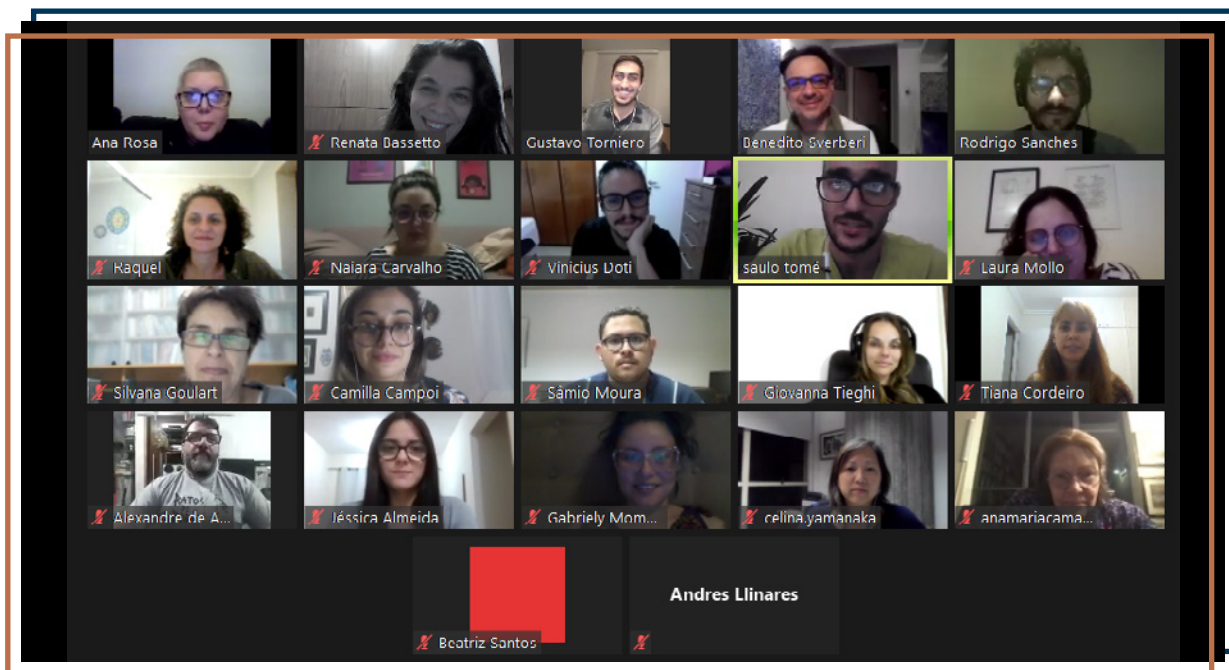 Ana Rosa
Renata Bassetto
Gustavo Torniero
Benedito Sverberi
Rodrigo Sanches
Raquel
Naiara Carvalho
Vinicius Doti
saulo tomé
Laura Mollo
Silvana Goulart
Camilla Campoi
Sâmio Moura
Giovanna Tieghi
Tiana Cordeiro
RATOS
Alexandre de A...
Jéssica Almeida
Gabriely Mom...
celina.yamanaka
anamariacama...
Andres Llinares
Beatriz Santos